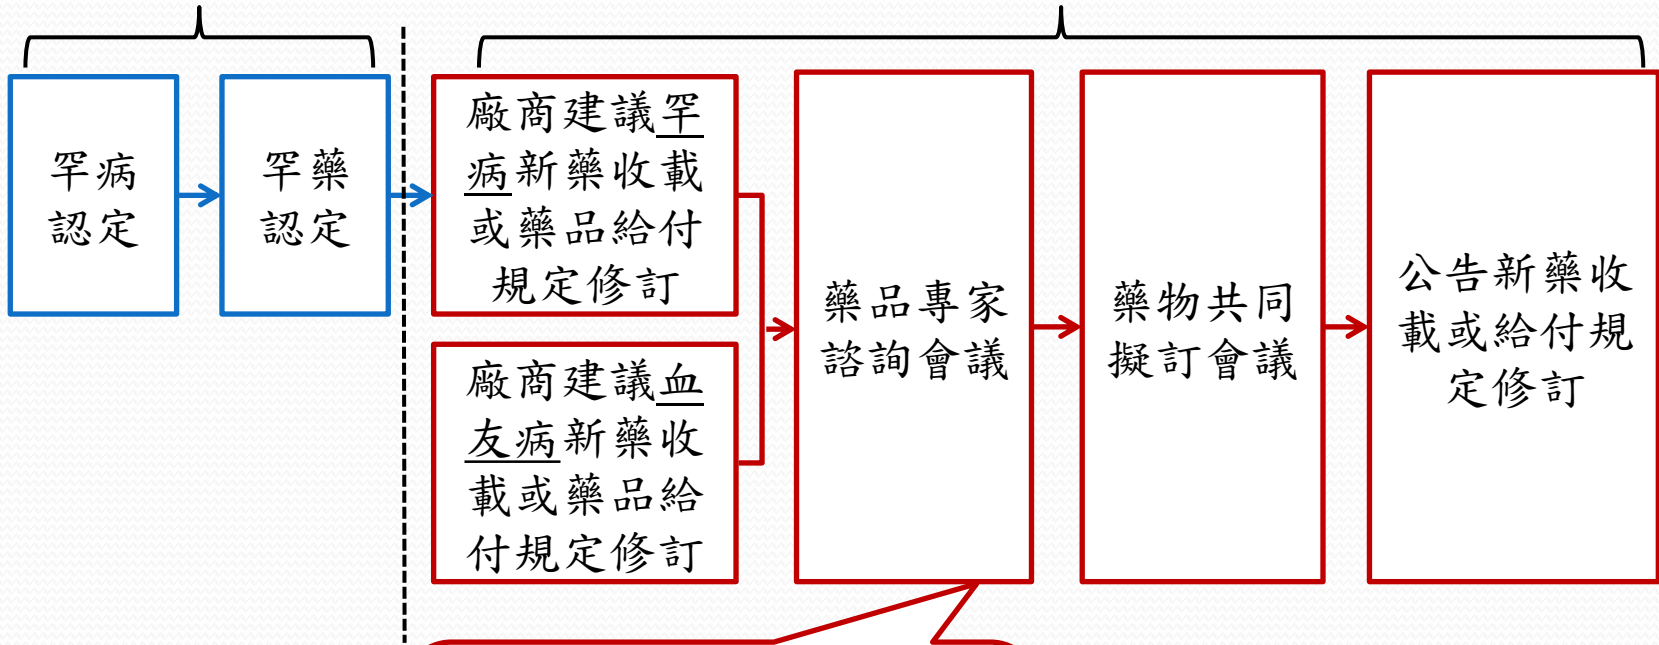 罕病
認定
罕藥
認定
廠商建議罕
病新藥收載
或藥品給付
規定修訂
廠商建議血
友病新藥收
載或藥品給
付規定修訂
藥品專家
諮詢會議
藥物共同
擬訂會議
公告新藥收
載或給付規
定修訂